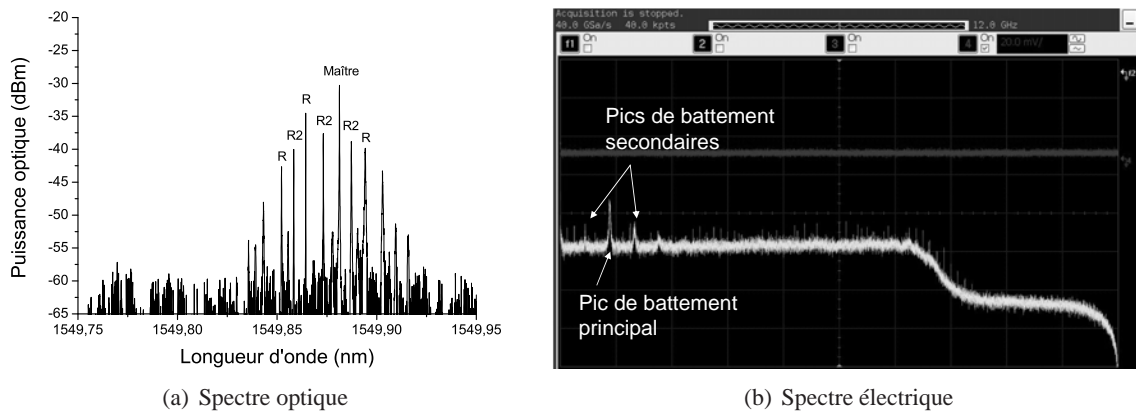 -20
-25
-30
-35
-40
-45
-50
-55
-60
-65
Puissance optique (dBm)
Maître
R
R2
R2
R2
R
R
1549,75
1549,80
1549,85
1549,90
1549,95
Longueur d'onde (nm)
(a) Spectre optique
Acquisition is stopped.
40.0 GSa/s 40.0 kpts
12.0 GHz
f1
On
2
On
3
On
4
On
20.0 mV/
Pics de battement
secondaires
Pic de battement
principal
(b) Spectre électrique